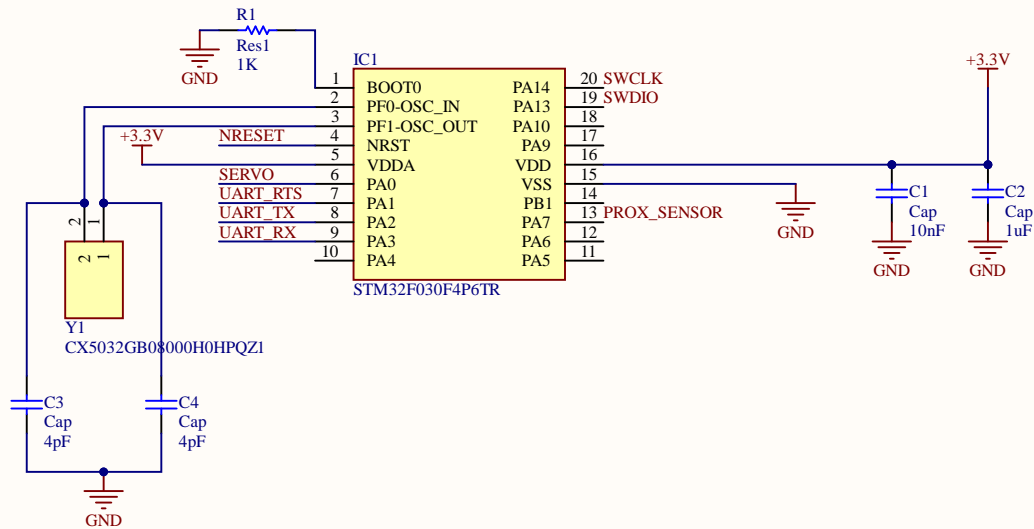 R1
Res1
1K
GND
IC1
1 BOOT0 PA14 20 SWCLK
2 PF0-OSC_IN PA13 19 SWDIO
3 PF1-OSC_OUT PA10 18
NRESET 4 NRST PA9 17
+3.3V 5 VDDA VDD 16
SERVO 6 PA0 VSS 15
UART_RTS 7 PA1 PB1 14
UART_TX 8 PA2 PA7 13 PROX_SENSOR
UART_RX 9 PA3 PA6 12
10 PA4 PA5 11
STM32F030F4P6TR
+3.3V
GND
C1
Cap
10nF
GND
C2
Cap
1uF
GND
2 1
2 1
Y1
CX5032GB08000H0HPQZ1
C3
Cap
4pF
C4
Cap
4pF
GND